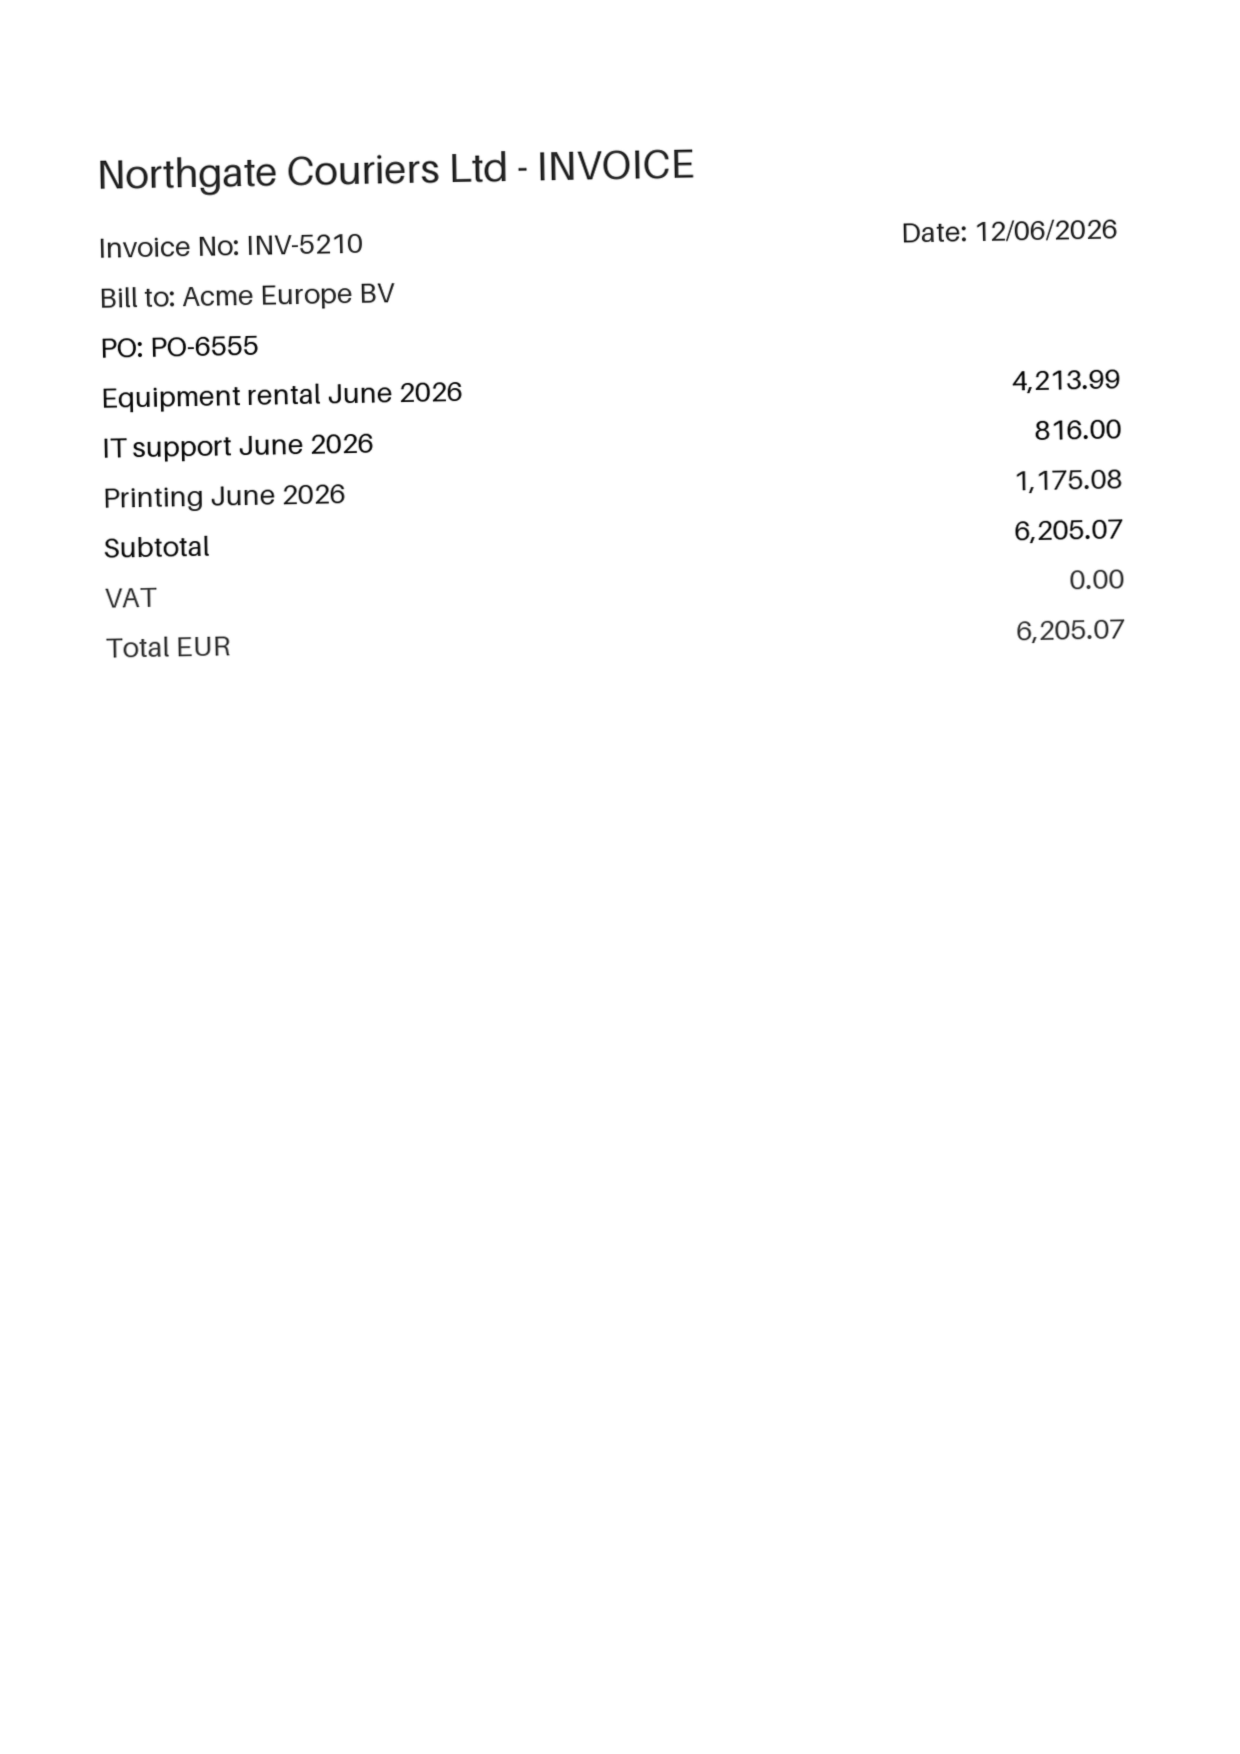 Northgate Couriers Ltd - INVOICE
Invoice No: INV-5210 Date: 12/06/2026
Bill to: Acme Europe BV
PO: PO-6555
Equipment rental June 2026 4,213.99
IT support June 2026 816.00
Printing June 2026 1,175.08
Subtotal 6,205.07
VAT 0.00
Total EUR 6,205.07